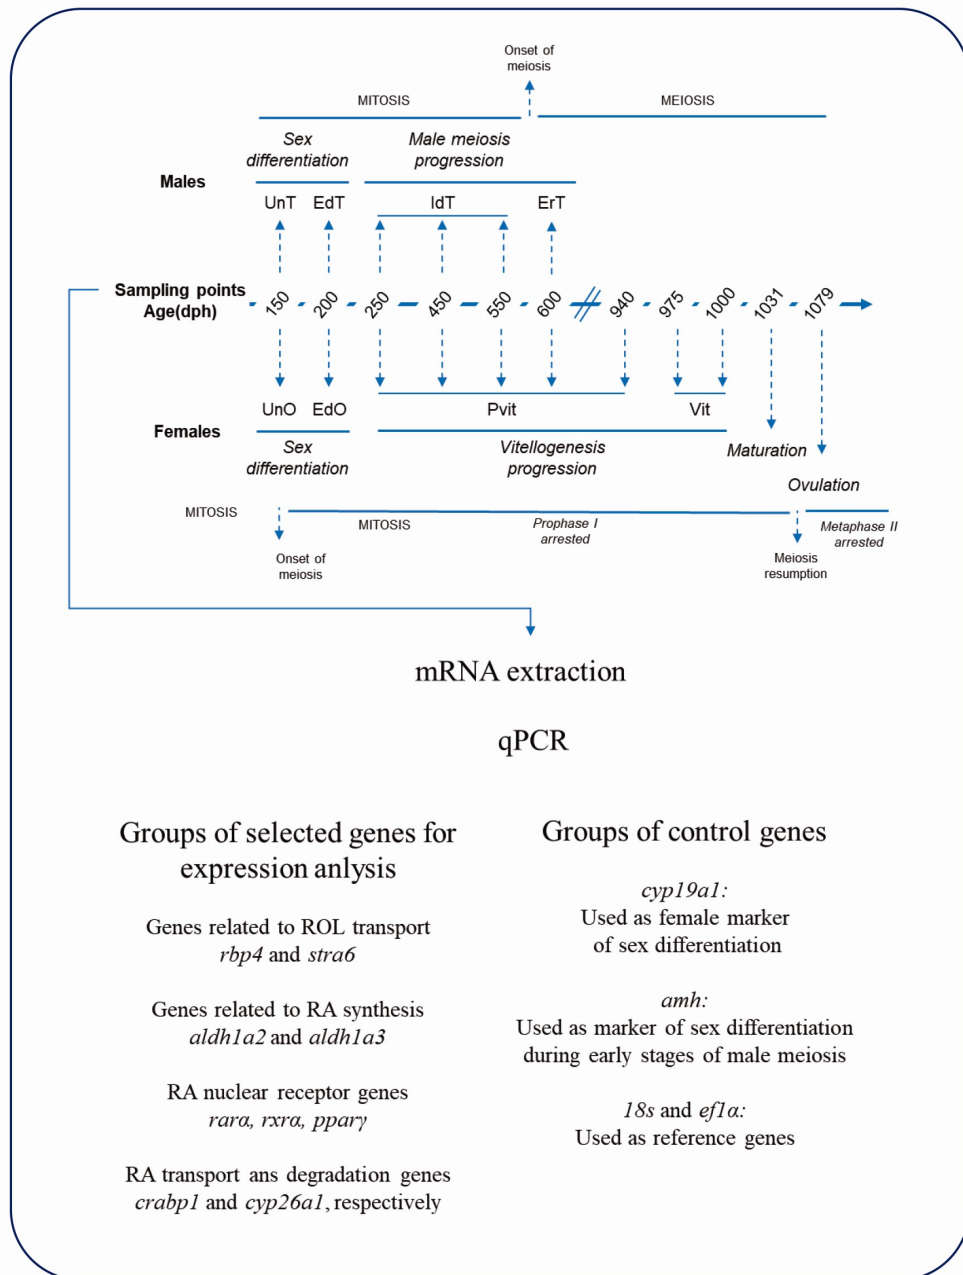 Onset of
meiosis
MITOSIS
MEIOSIS
Sex
differentiation
Male meiosis
progression
Males
UnT
EdT
IdT
ErT
Sampling points
Age(dph)
150
200
250
450
550
600
940
975
1000
1031
1079
UnO
EdO
Pvit
Vit
Females
Sex
differentiation
Vitellogenesis
progression
Maturation
Ovulation
MITOSIS
MITOSIS
Prophase I
arrested
Metaphase II
arrested
Onset of
meiosis
Meiosis
resumption
mRNA extraction
qPCR
Groups of selected genes for
expression anlysis
Genes related to ROL transport
rbp4 and stra6
Genes related to RA synthesis
aldh1a2 and aldh1a3
RA nuclear receptor genes
rarα, rxrα, pparγ
RA transport ans degradation genes
crabp1 and cyp26a1, respectively
Groups of control genes
cyp19a1:
Used as female marker
of sex differentiation
amh:
Used as marker of sex differentiation
during early stages of male meiosis
18s and ef1α:
Used as reference genes